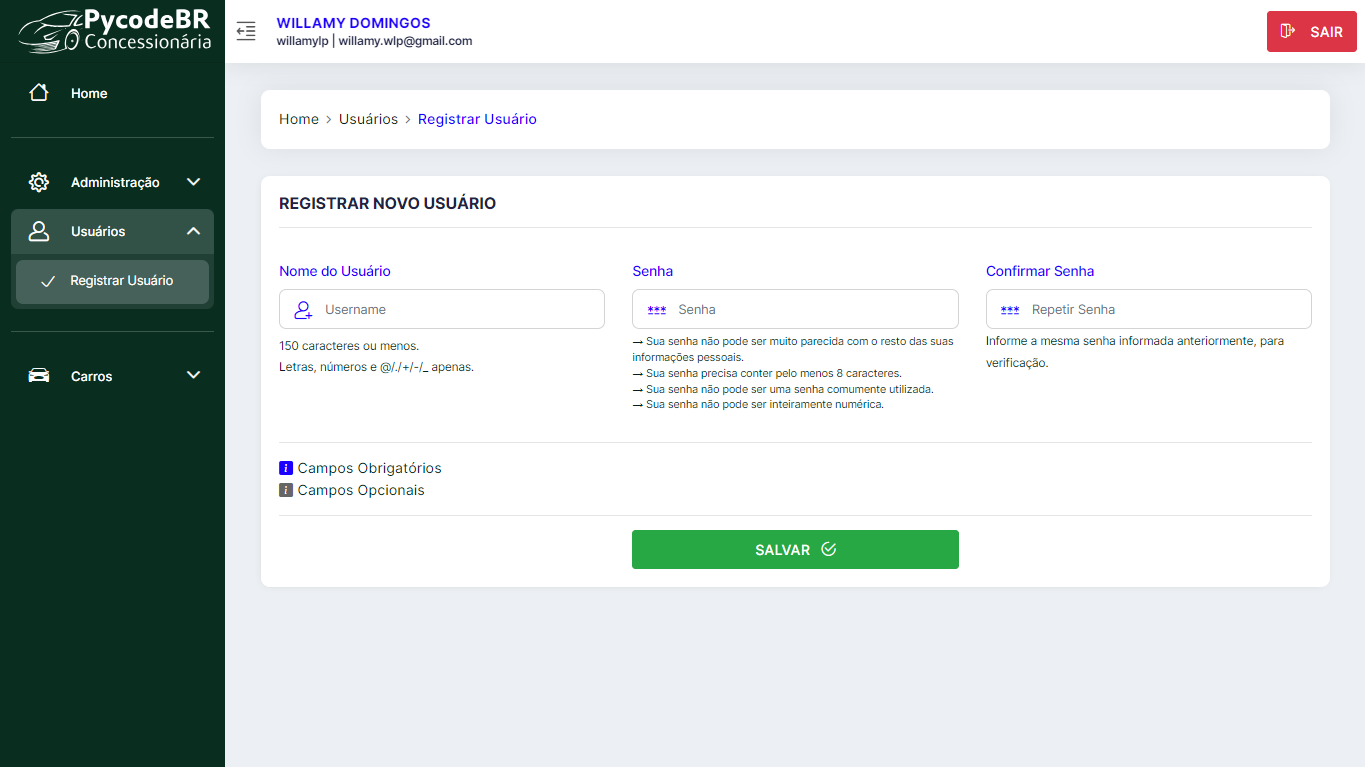 PycodeBR
Concessionária
WILLAMY DOMINGOS
willamylp | willamy.wlp@gmail.com
SAIR
Home
Administração
Usuários
Registrar Usuário
Carros
Home > Usuários > Registrar Usuário
REGISTRAR NOVO USUÁRIO
Nome do Usuário
Username
150 caracteres ou menos.
Letras, números e @/./+/-/_ apenas.
Senha
*** Senha
→ Sua senha não pode ser muito parecida com o resto das suas
informações pessoais.
→ Sua senha precisa conter pelo menos 8 caracteres.
→ Sua senha não pode ser uma senha comumente utilizada.
→ Sua senha não pode ser inteiramente numérica.
Confirmar Senha
*** Repetir Senha
Informe a mesma senha informada anteriormente, para
verificação.
i Campos Obrigatórios
i Campos Opcionais
SALVAR